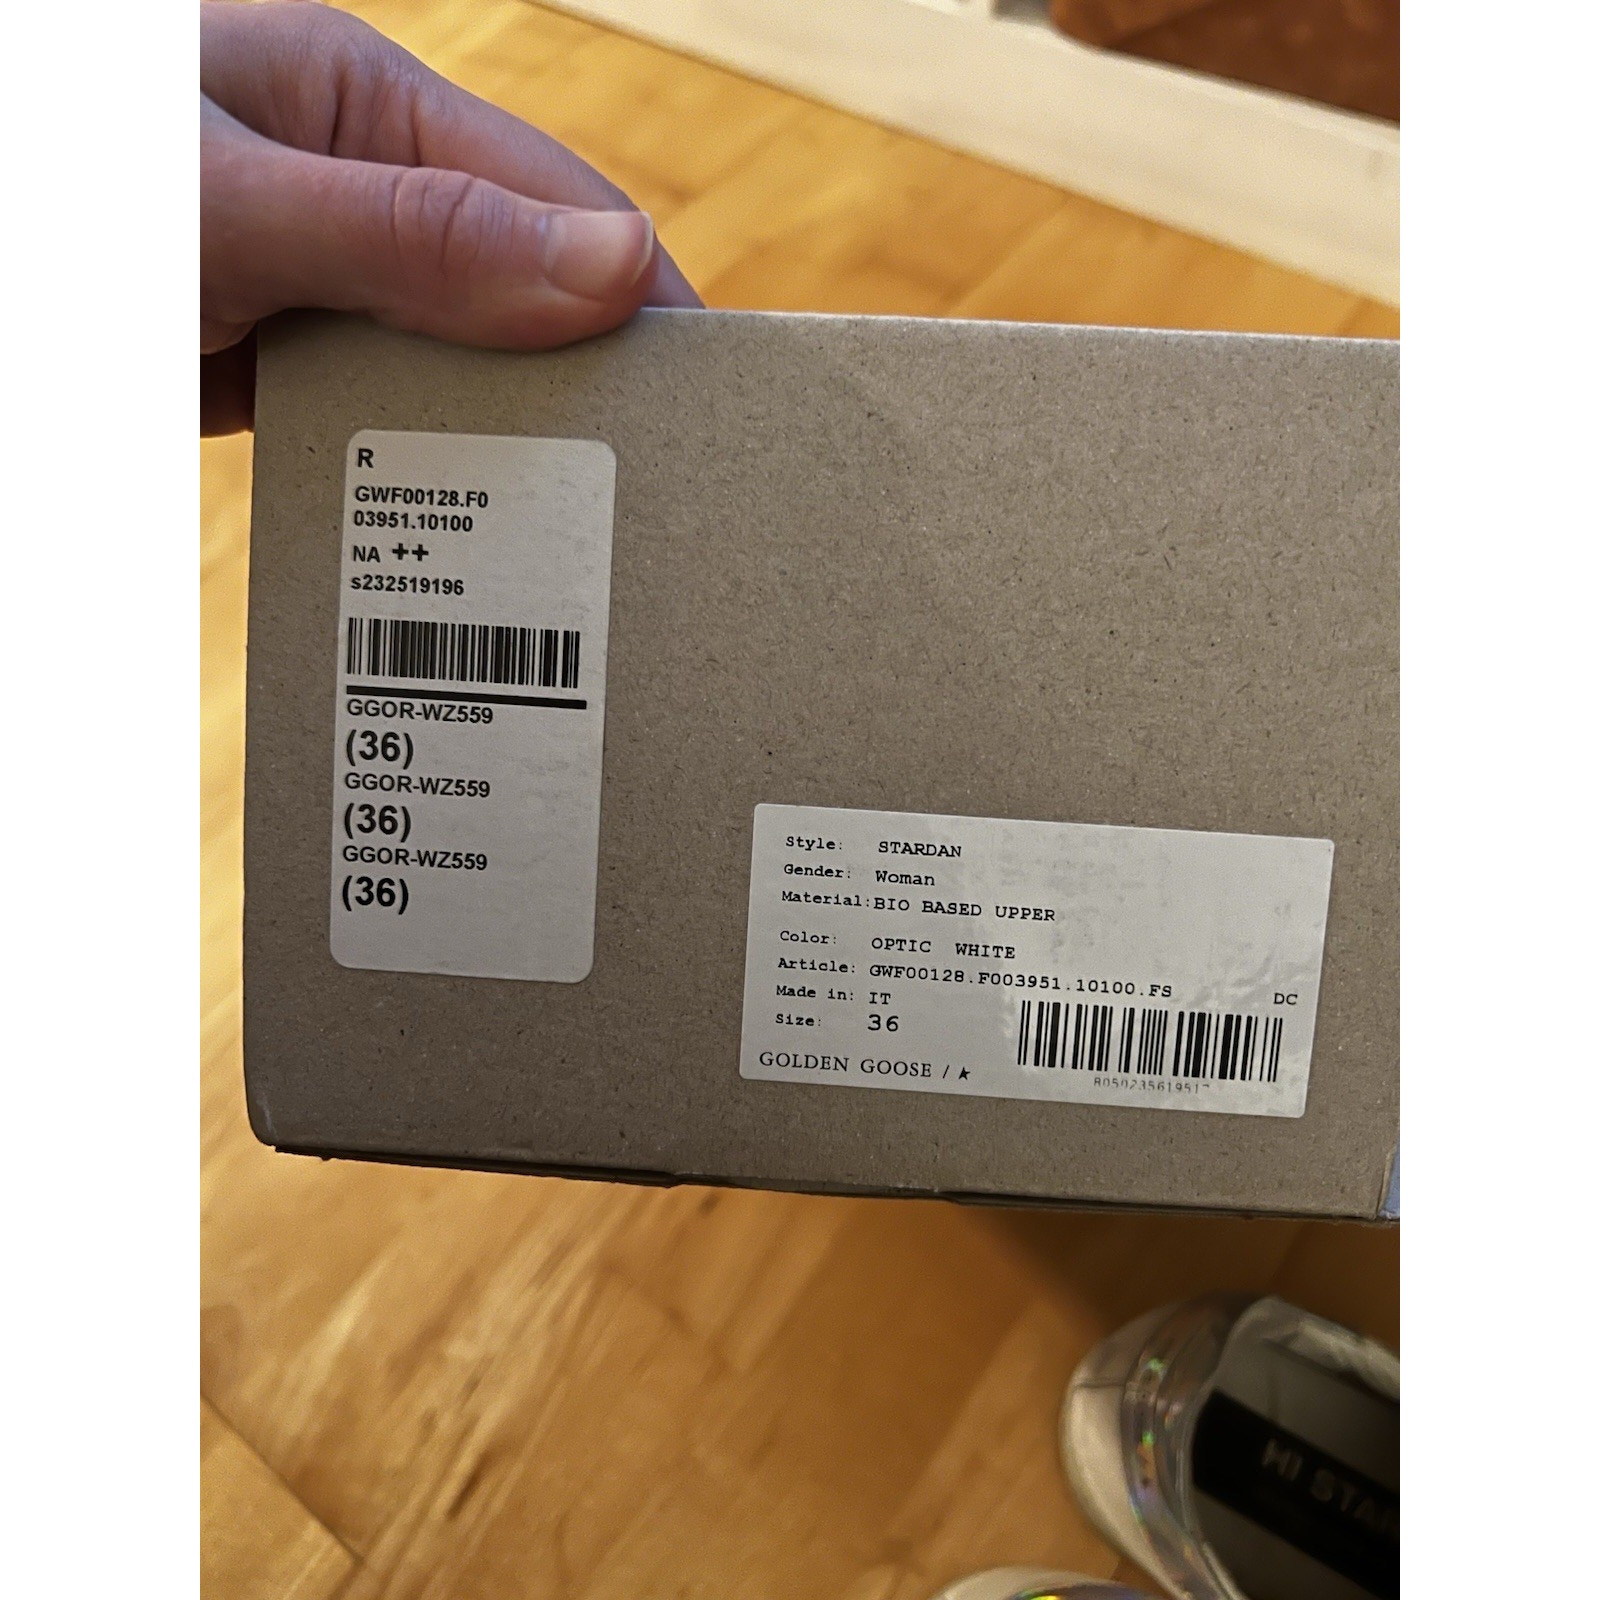 R
GWF00128.F0
03951.10100
NA ++
s232519196
GGOR-WZ559
(36)
GGOR-WZ559
(36)
GGOR-WZ559
(36)
Style: STARDAN
Gender: Woman
Material:BIO BASED UPPER
Color: OPTIC WHITE
Article: GWF00128.F003951.10100.FS
DC
Made in: IT
Size: 36
GOLDEN GOOSE /
HI